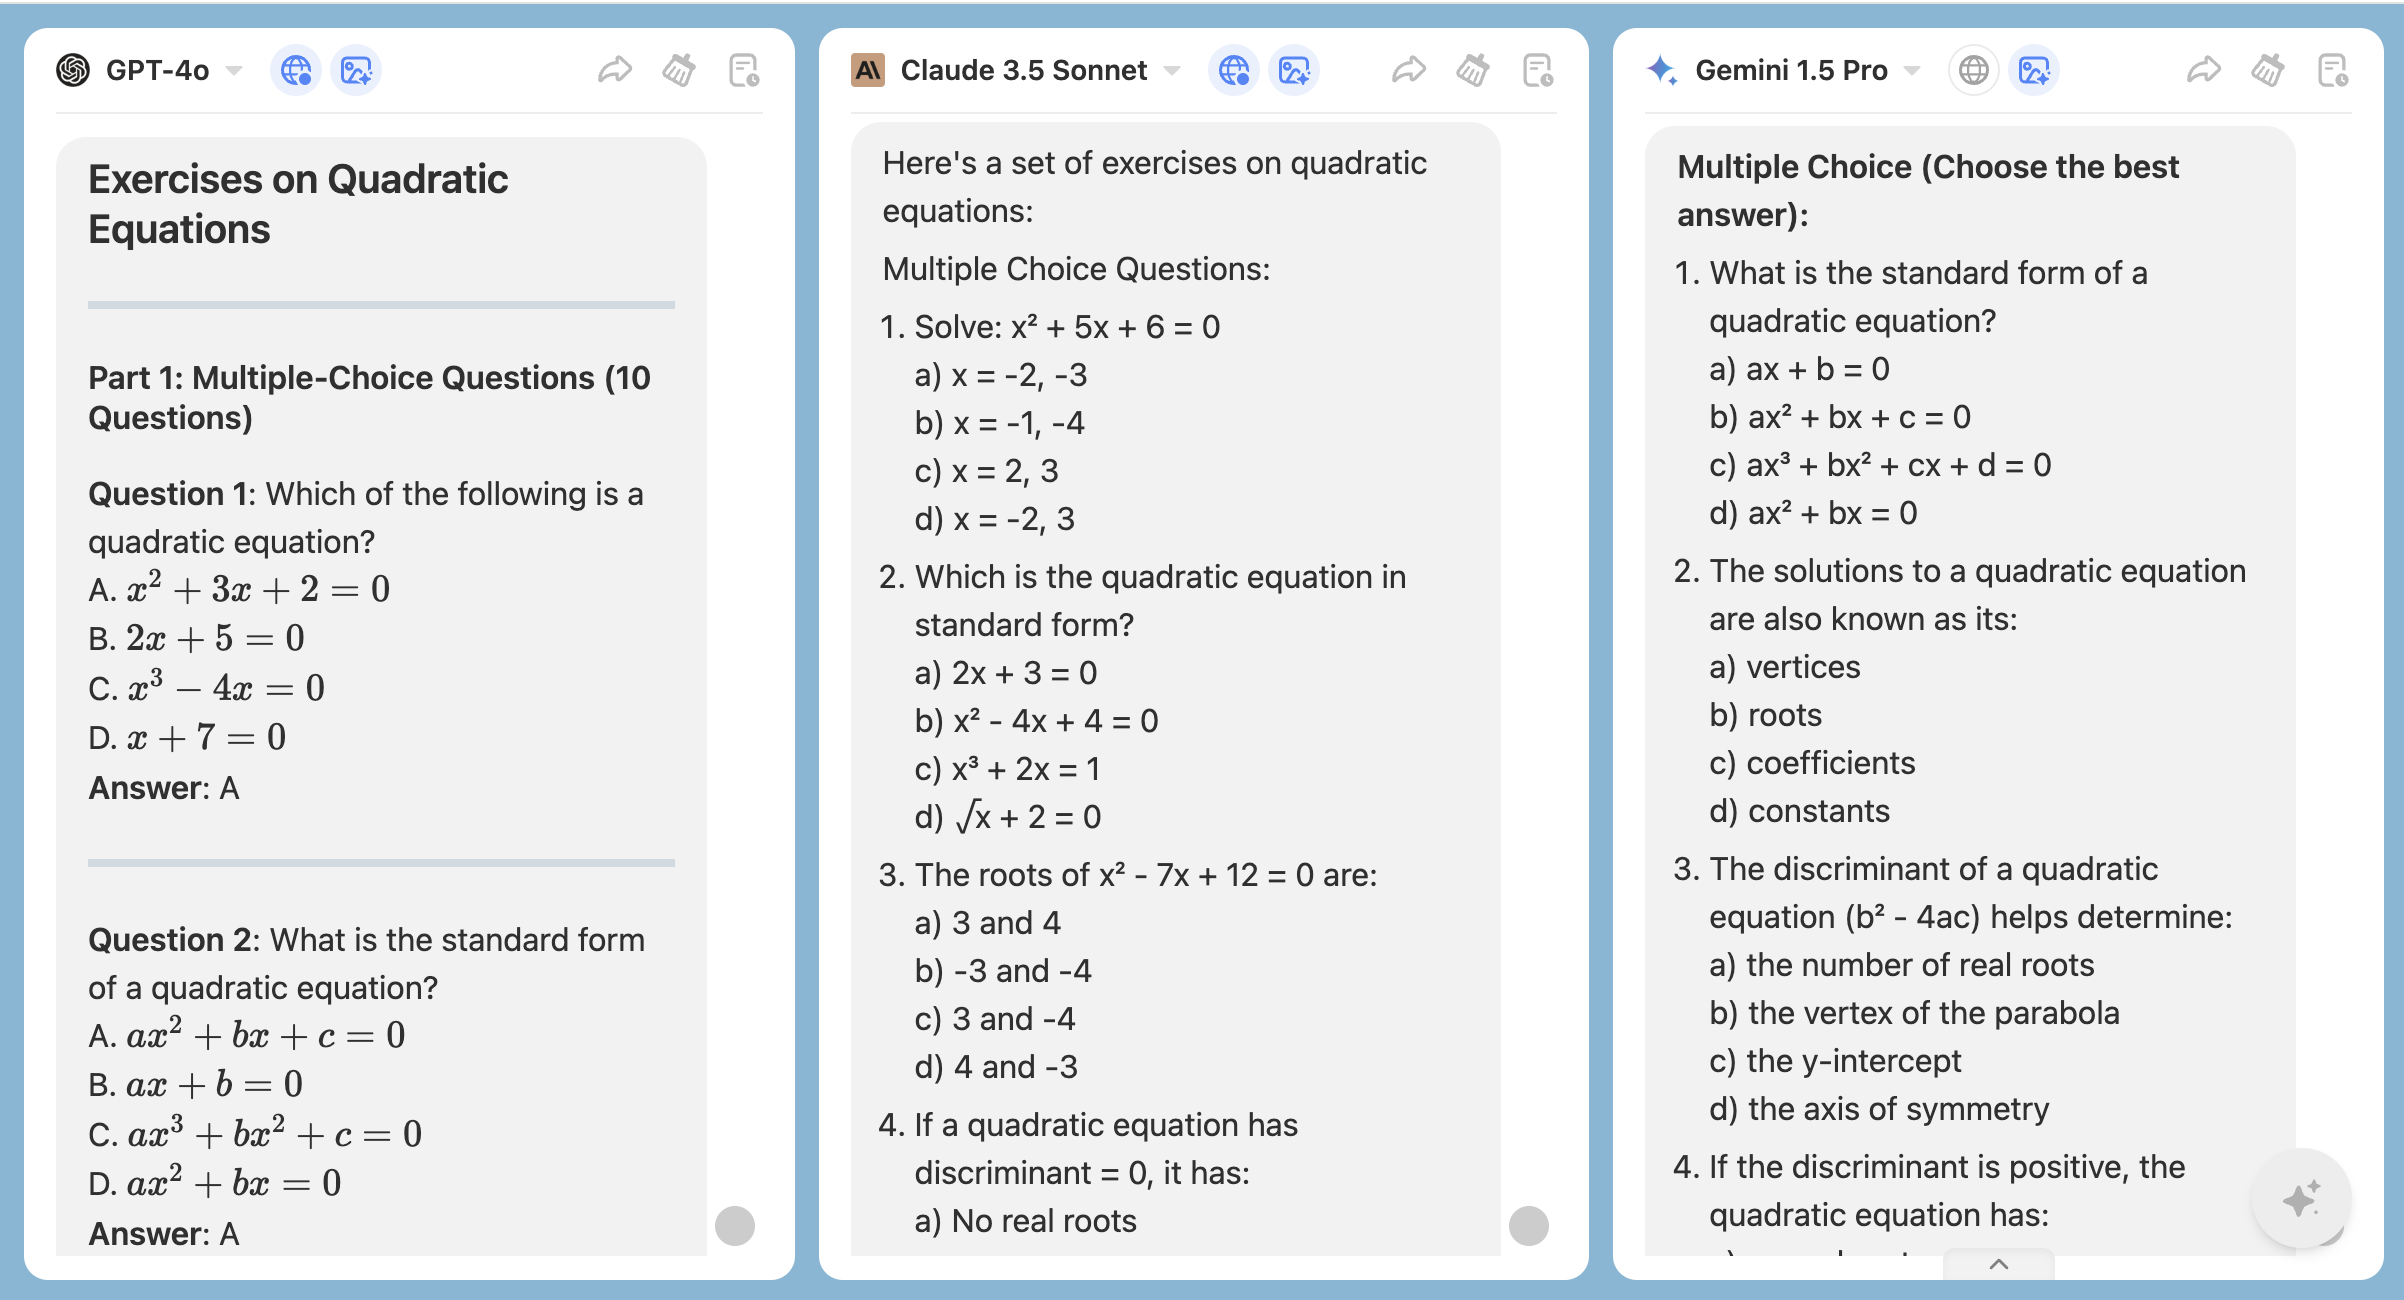 GPT-4o
Exercises on Quadratic
Equations
Part 1: Multiple-Choice Questions (10
Questions)
Question 1: Which of the following is a
quadratic equation?
A. x² + 3x + 2 = 0
B. 2x + 5 = 0
C. x³ − 4x = 0
D. x + 7 = 0
Answer: A
Question 2: What is the standard form
of a quadratic equation?
A. ax² + bx + c = 0
B. ax + b = 0
C. ax³ + bx² + c = 0
D. ax² + bx = 0
Answer: A
Claude 3.5 Sonnet
Here's a set of exercises on quadratic
equations:
Multiple Choice Questions:
1. Solve: x² + 5x + 6 = 0
a) x = -2, -3
b) x = -1, -4
c) x = 2, 3
d) x = -2, 3
2. Which is the quadratic equation in
standard form?
a) 2x + 3 = 0
b) x² - 4x + 4 = 0
c) x³ + 2x = 1
d) √x + 2 = 0
3. The roots of x² - 7x + 12 = 0 are:
a) 3 and 4
b) -3 and -4
c) 3 and -4
d) 4 and -3
4. If a quadratic equation has
discriminant = 0, it has:
a) No real roots
Gemini 1.5 Pro
Multiple Choice (Choose the best
answer):
1. What is the standard form of a
quadratic equation?
a) ax + b = 0
b) ax² + bx + c = 0
c) ax³ + bx² + cx + d = 0
d) ax² + bx = 0
2. The solutions to a quadratic equation
are also known as its:
a) vertices
b) roots
c) coefficients
d) constants
3. The discriminant of a quadratic
equation (b² - 4ac) helps determine:
a) the number of real roots
b) the vertex of the parabola
c) the y-intercept
d) the axis of symmetry
4. If the discriminant is positive, the
quadratic equation has: